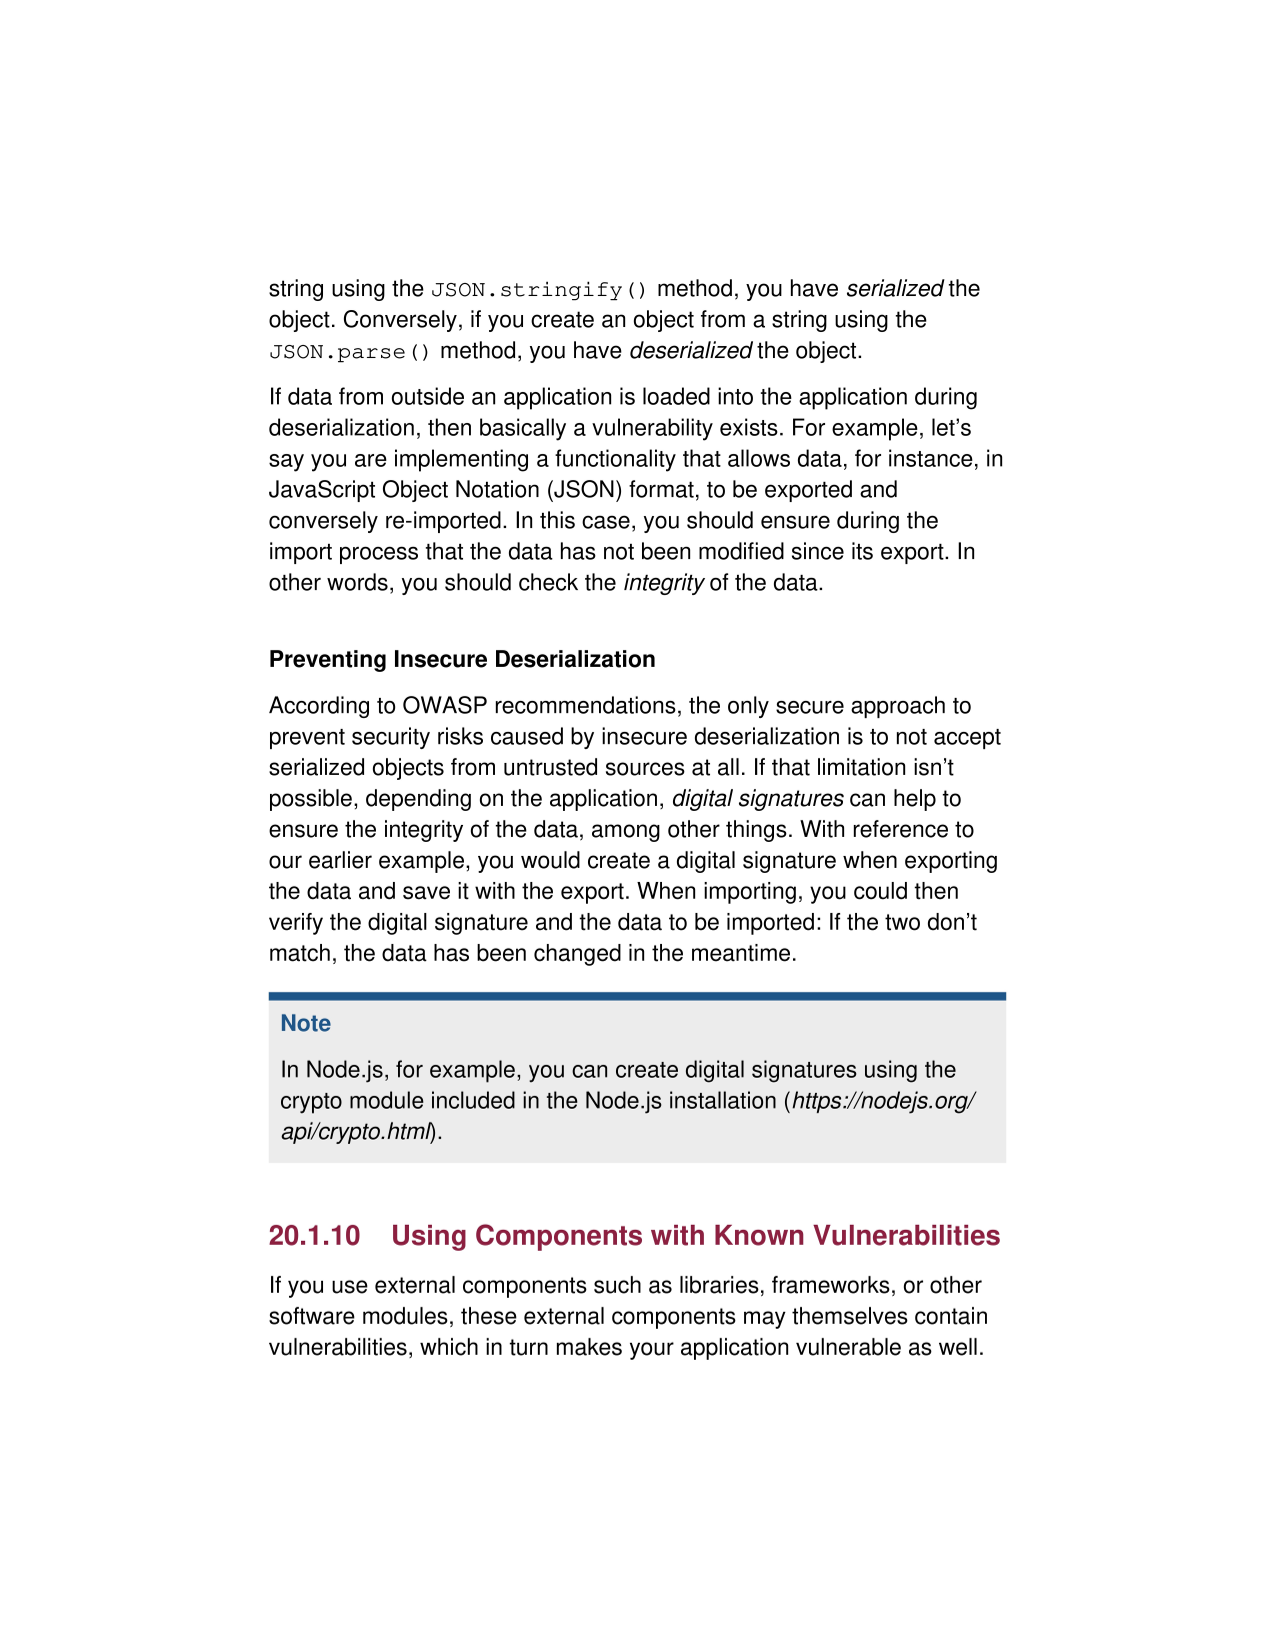 string using the JSON.stringify() method, you have serialized the
object. Conversely, if you create an object from a string using the
JSON.parse() method, you have deserialized the object.
If data from outside an application is loaded into the application during
deserialization, then basically a vulnerability exists. For example, let’s
say you are implementing a functionality that allows data, for instance, in
JavaScript Object Notation (JSON) format, to be exported and
conversely re-imported. In this case, you should ensure during the
import process that the data has not been modified since its export. In
other words, you should check the integrity of the data.
Preventing Insecure Deserialization
According to OWASP recommendations, the only secure approach to
prevent security risks caused by insecure deserialization is to not accept
serialized objects from untrusted sources at all. If that limitation isn’t
possible, depending on the application, digital signatures can help to
ensure the integrity of the data, among other things. With reference to
our earlier example, you would create a digital signature when exporting
the data and save it with the export. When importing, you could then
verify the digital signature and the data to be imported: If the two don’t
match, the data has been changed in the meantime.
Note
In Node.js, for example, you can create digital signatures using the
crypto module included in the Node.js installation (https://nodejs.org/
api/crypto.html).
20.1.10 Using Components with Known Vulnerabilities
If you use external components such as libraries, frameworks, or other
software modules, these external components may themselves contain
vulnerabilities, which in turn makes your application vulnerable as well.